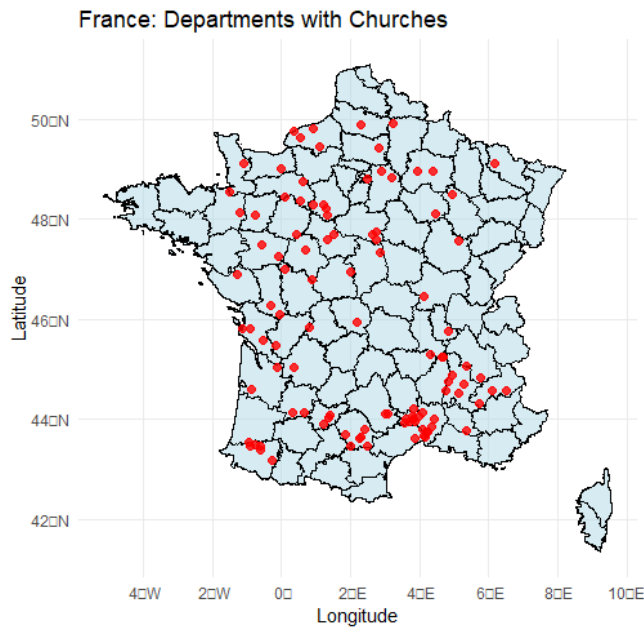 France: Departments with Churches
50□N
48□N
46□N
44□N
42□N
4□W 2□W 0□ 2□E 4□E 6□E 8□E 10□E
Longitude
Latitude